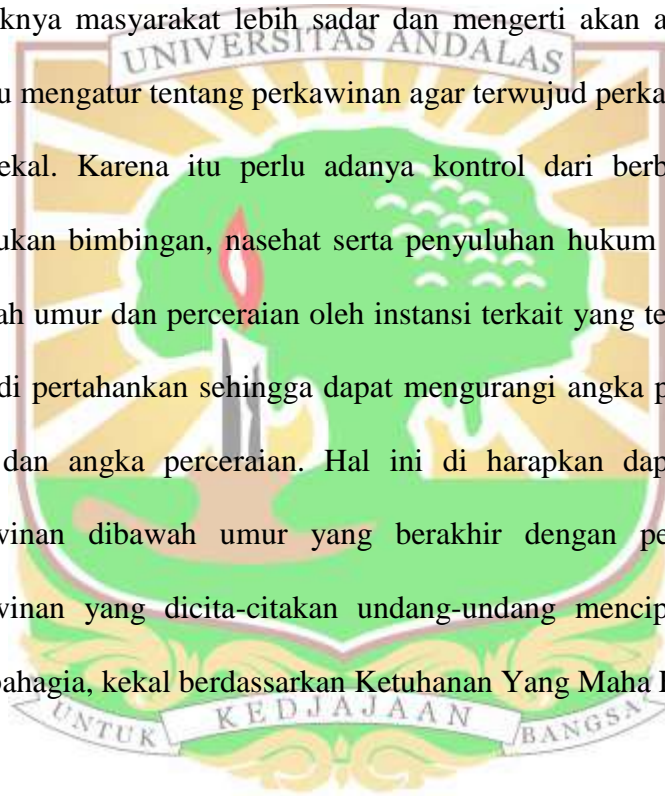 knya masyarakat lebih sadar dan mengerti akan a
UNIVERSITAS ANDALAS
u mengatur tentang perkawinan agar terwujud perka
ekal. Karena itu perlu adanya kontrol dari berb
ukan bimbingan, nasehat serta penyuluhan hukum
ah umur dan perceraian oleh instansi terkait yang te
di pertahankan sehingga dapat mengurangi angka p
dan angka perceraian. Hal ini di harapkan dap
vinan dibawah umur yang berakhir dengan pe
vinan yang dicita-citakan undang-undang mencip
bahagia, kekal berdassarkan Ketuhanan Yang Maha
UNTUK KEDJAJAAN BANGSA